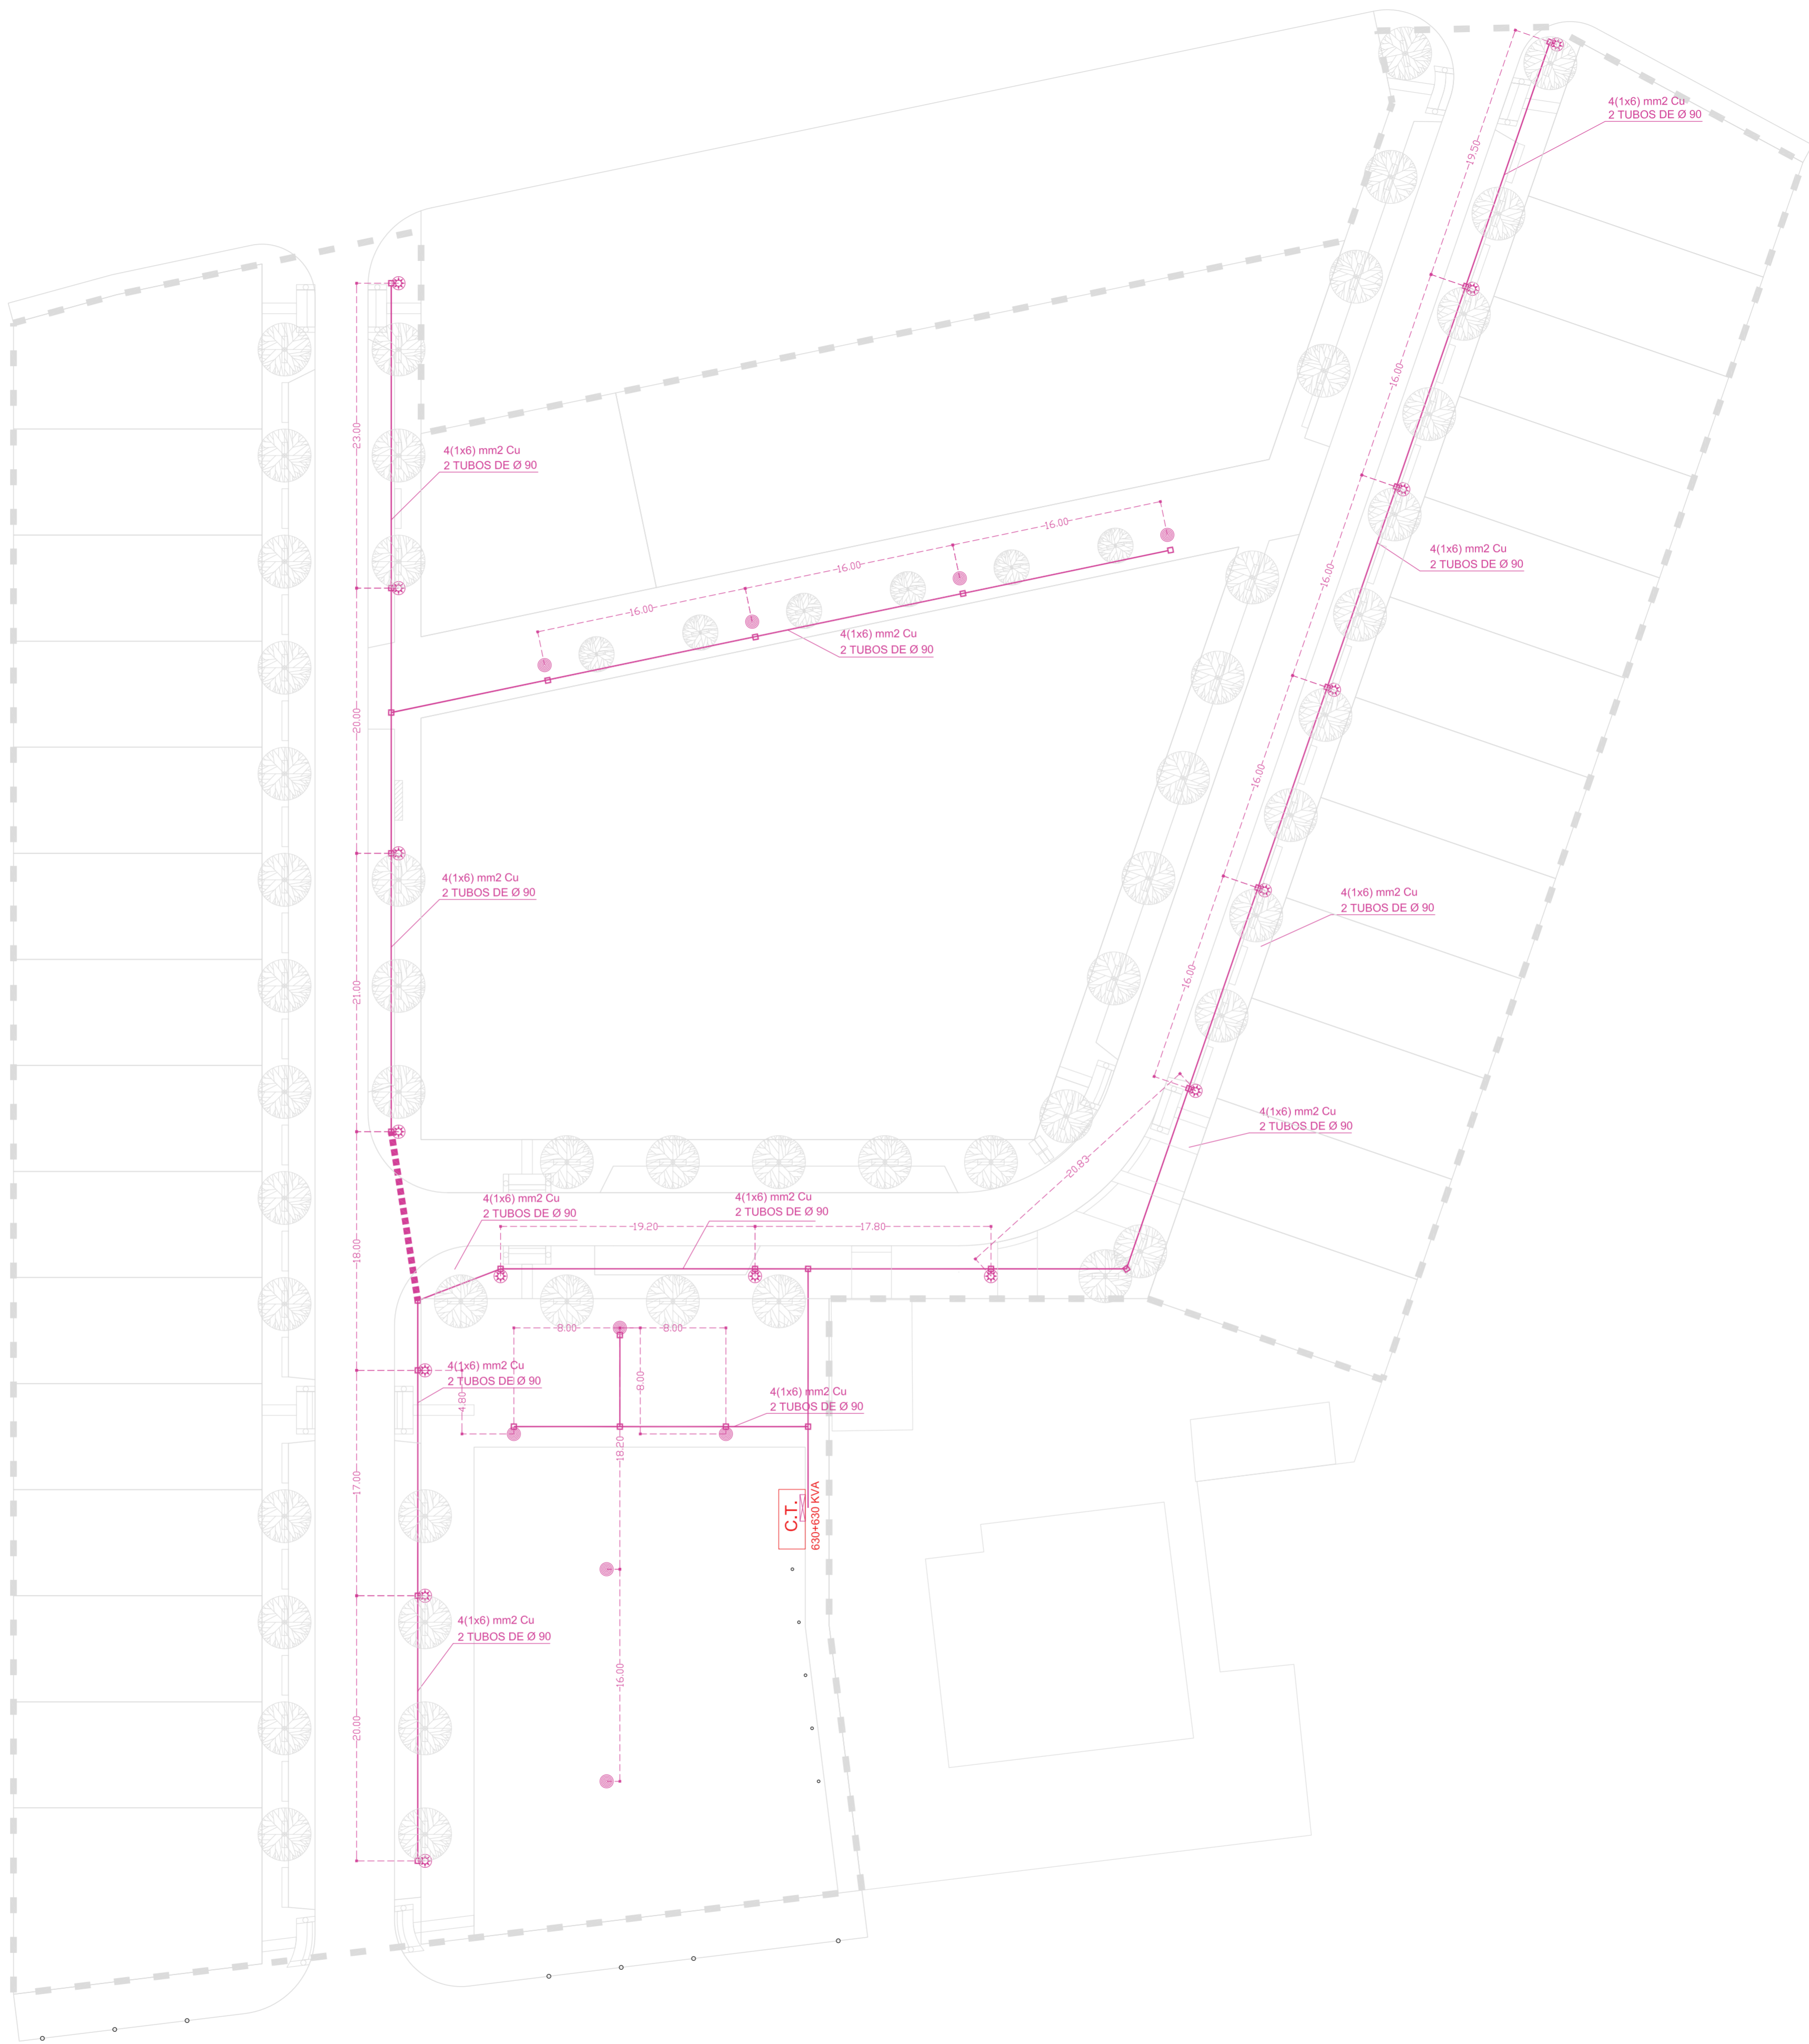 4(1x6) mm2 Cu
2 TUBOS DE Ø 90
19.50
4(1x6) mm2 Cu
2 TUBOS DE Ø 90
23.00
16.00
16.00
16.00
16.00
4(1x6) mm2 Cu
2 TUBOS DE Ø 90
16.00
16.00
4(1x6) mm2 Cu
2 TUBOS DE Ø 90
20.00
16.00
4(1x6) mm2 Cu
2 TUBOS DE Ø 90
4(1x6) mm2 Cu
2 TUBOS DE Ø 90
21.00
16.00
4(1x6) mm2 Cu
2 TUBOS DE Ø 90
20.83
4(1x6) mm2 Cu
2 TUBOS DE Ø 90
4(1x6) mm2 Cu
2 TUBOS DE Ø 90
19.20
17.80
18.00
8.00
8.00
4(1x6) mm2 Cu
2 TUBOS DE Ø 90
8.00
4.80
4(1x6) mm2 Cu
2 TUBOS DE Ø 90
18.20
17.00
C.T.
630+630 KVA
4(1x6) mm2 Cu
2 TUBOS DE Ø 90
16.00
20.00